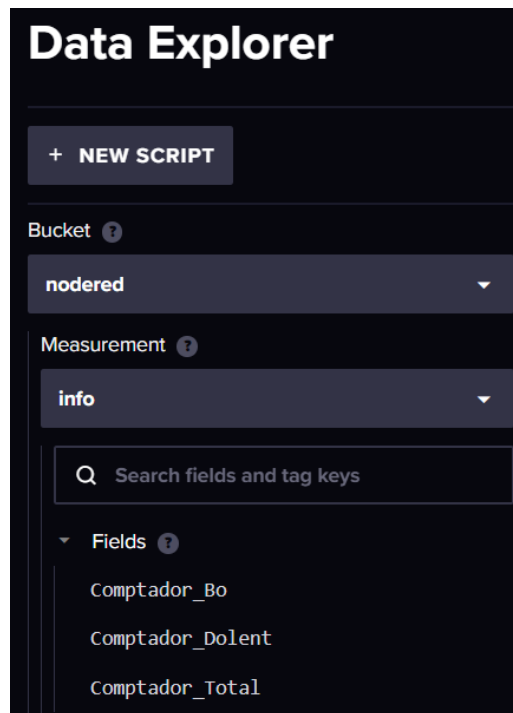 Data Explorer
+ NEW SCRIPT
Bucket ?
nodered
Measurement ?
info
Search fields and tag keys
Fields ?
Comptador_Bo
Comptador_Dolent
Comptador_Total